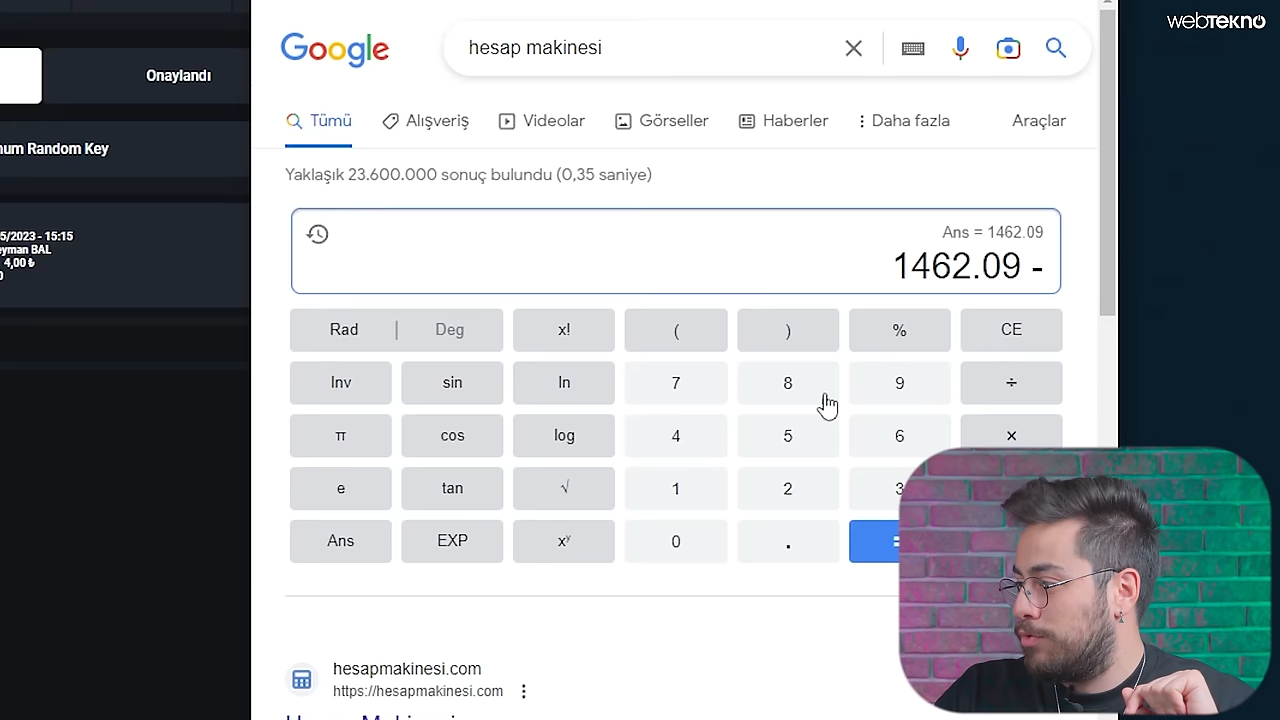 webtekno
Google
hesap makinesi
Onaylandı
Tümü
Alışveriş
Videolar
Görseller
Haberler
Daha fazla
Araçlar
Random Key
Yaklaşık 23.600.000 sonuç bulundu (0,35 saniye)
5/2023 - 15:15
BAL
4,00 ₺
Ans = 1462.09
1462.09 -
Rad | Deg x! ( ) % CE
Inv sin ln 7 8 9 ÷
π cos log 4 5 6 ×
e tan √ 1 2 3
Ans EXP xʸ 0 . =
hesapmakinesi.com
https://hesapmakinesi.com